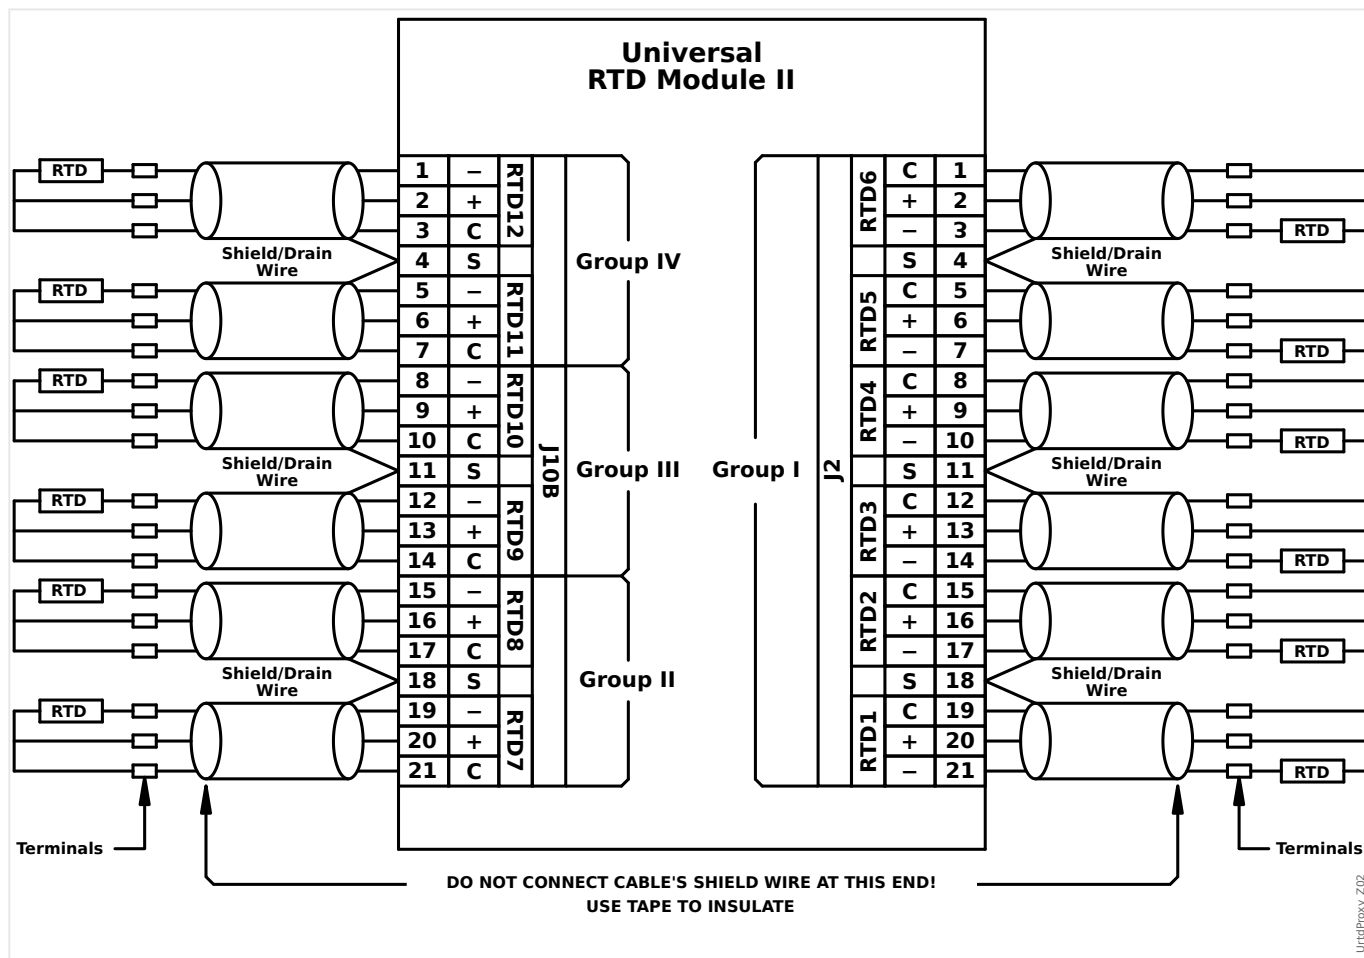 Universal
RTD Module II
RTD
1 −
2 +
3 C
RTD12
Shield/Drain
Wire
4 S
RTD
5 −
6 +
7 C
RTD11
Group IV
RTD
8 −
9 +
10 C
RTD10
Shield/Drain
Wire
11 S
RTD
12 −
13 +
14 C
RTD9
J10B
Group III
RTD
15 −
16 +
17 C
RTD8
Shield/Drain
Wire
18 S
RTD
19 −
20 +
21 C
RTD7
Group II
Group I
J2
RTD6
C 1
+ 2
− 3
RTD
S 4
Shield/Drain
Wire
RTD5
C 5
+ 6
− 7
RTD
RTD4
C 8
+ 9
− 10
RTD
S 11
Shield/Drain
Wire
RTD3
C 12
+ 13
− 14
RTD
RTD2
C 15
+ 16
− 17
RTD
S 18
Shield/Drain
Wire
RTD1
C 19
+ 20
− 21
RTD
Terminals
Terminals
DO NOT CONNECT CABLE'S SHIELD WIRE AT THIS END!
USE TAPE TO INSULATE
UrtdProxy_Z02